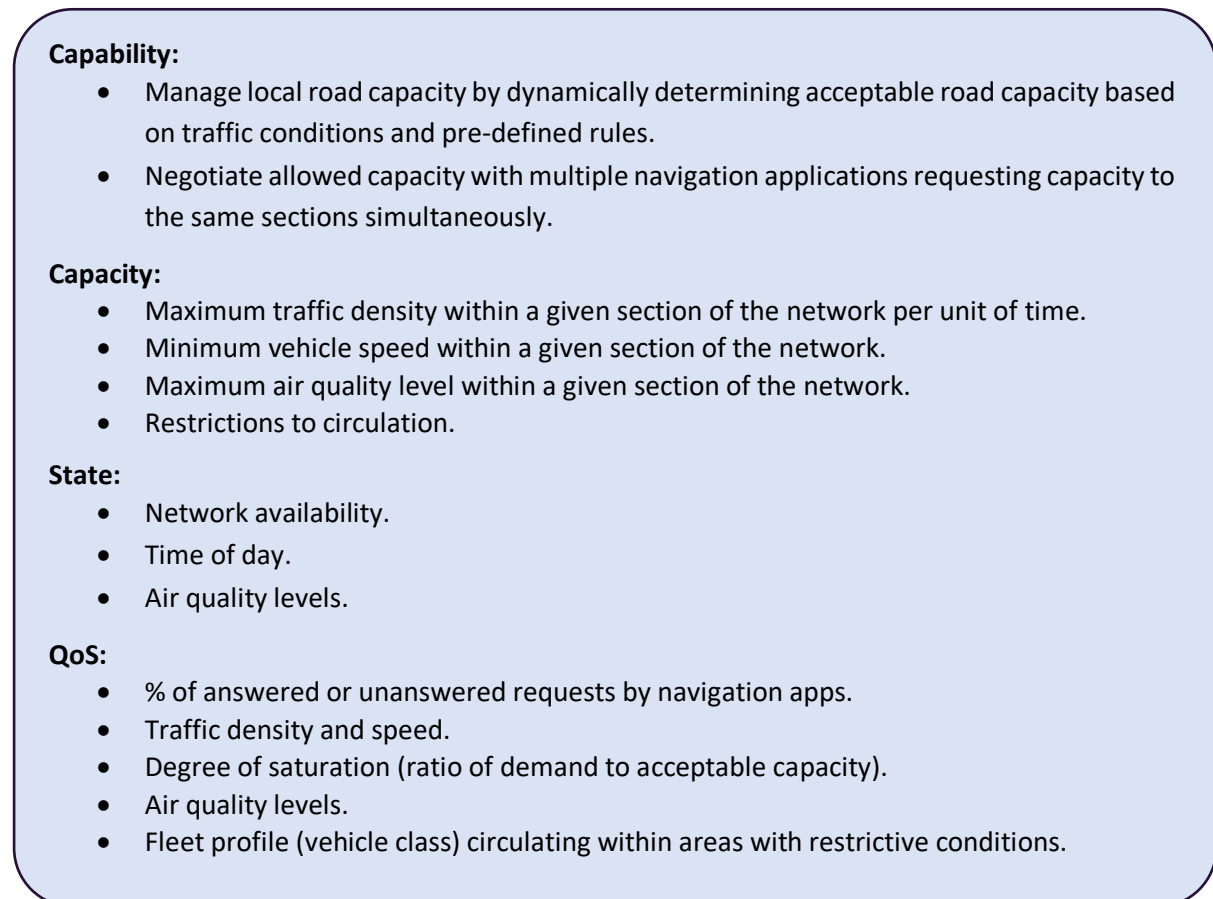 Capability:
• Manage local road capacity by dynamically determining acceptable road capacity based
on traffic conditions and pre-defined rules.
• Negotiate allowed capacity with multiple navigation applications requesting capacity to
the same sections simultaneously.
Capacity:
• Maximum traffic density within a given section of the network per unit of time.
• Minimum vehicle speed within a given section of the network.
• Maximum air quality level within a given section of the network.
• Restrictions to circulation.
State:
• Network availability.
• Time of day.
• Air quality levels.
QoS:
• % of answered or unanswered requests by navigation apps.
• Traffic density and speed.
• Degree of saturation (ratio of demand to acceptable capacity).
• Air quality levels.
• Fleet profile (vehicle class) circulating within areas with restrictive conditions.